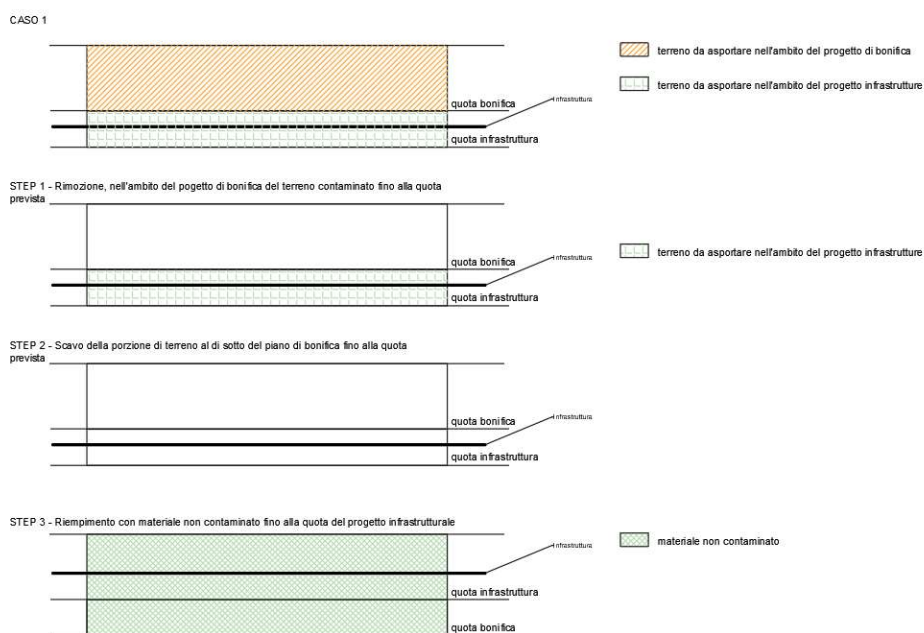 CASO 1
terreno da asportare nell'ambito del progetto di bonifica
terreno da asportare nell'ambito del progetto infrastrutture
quota bonifica
Infrastruttura
quota infrastruttura
STEP 1 - Rimozione, nell'ambito del pogetto di bonifica del terreno contaminato fino alla quota
prevista
quota bonifica
Infrastruttura
quota infrastruttura
terreno da asportare nell'ambito del progetto infrastrutture
STEP 2 - Scavo della porzione di terreno al di sotto del piano di bonifica fino alla quota
prevista
quota bonifica
Infrastruttura
quota infrastruttura
STEP 3 - Riempimento con materiale non contaminato fino alla quota del progetto infrastrutturale
Infrastruttura
quota infrastruttura
quota bonifica
materiale non contaminato